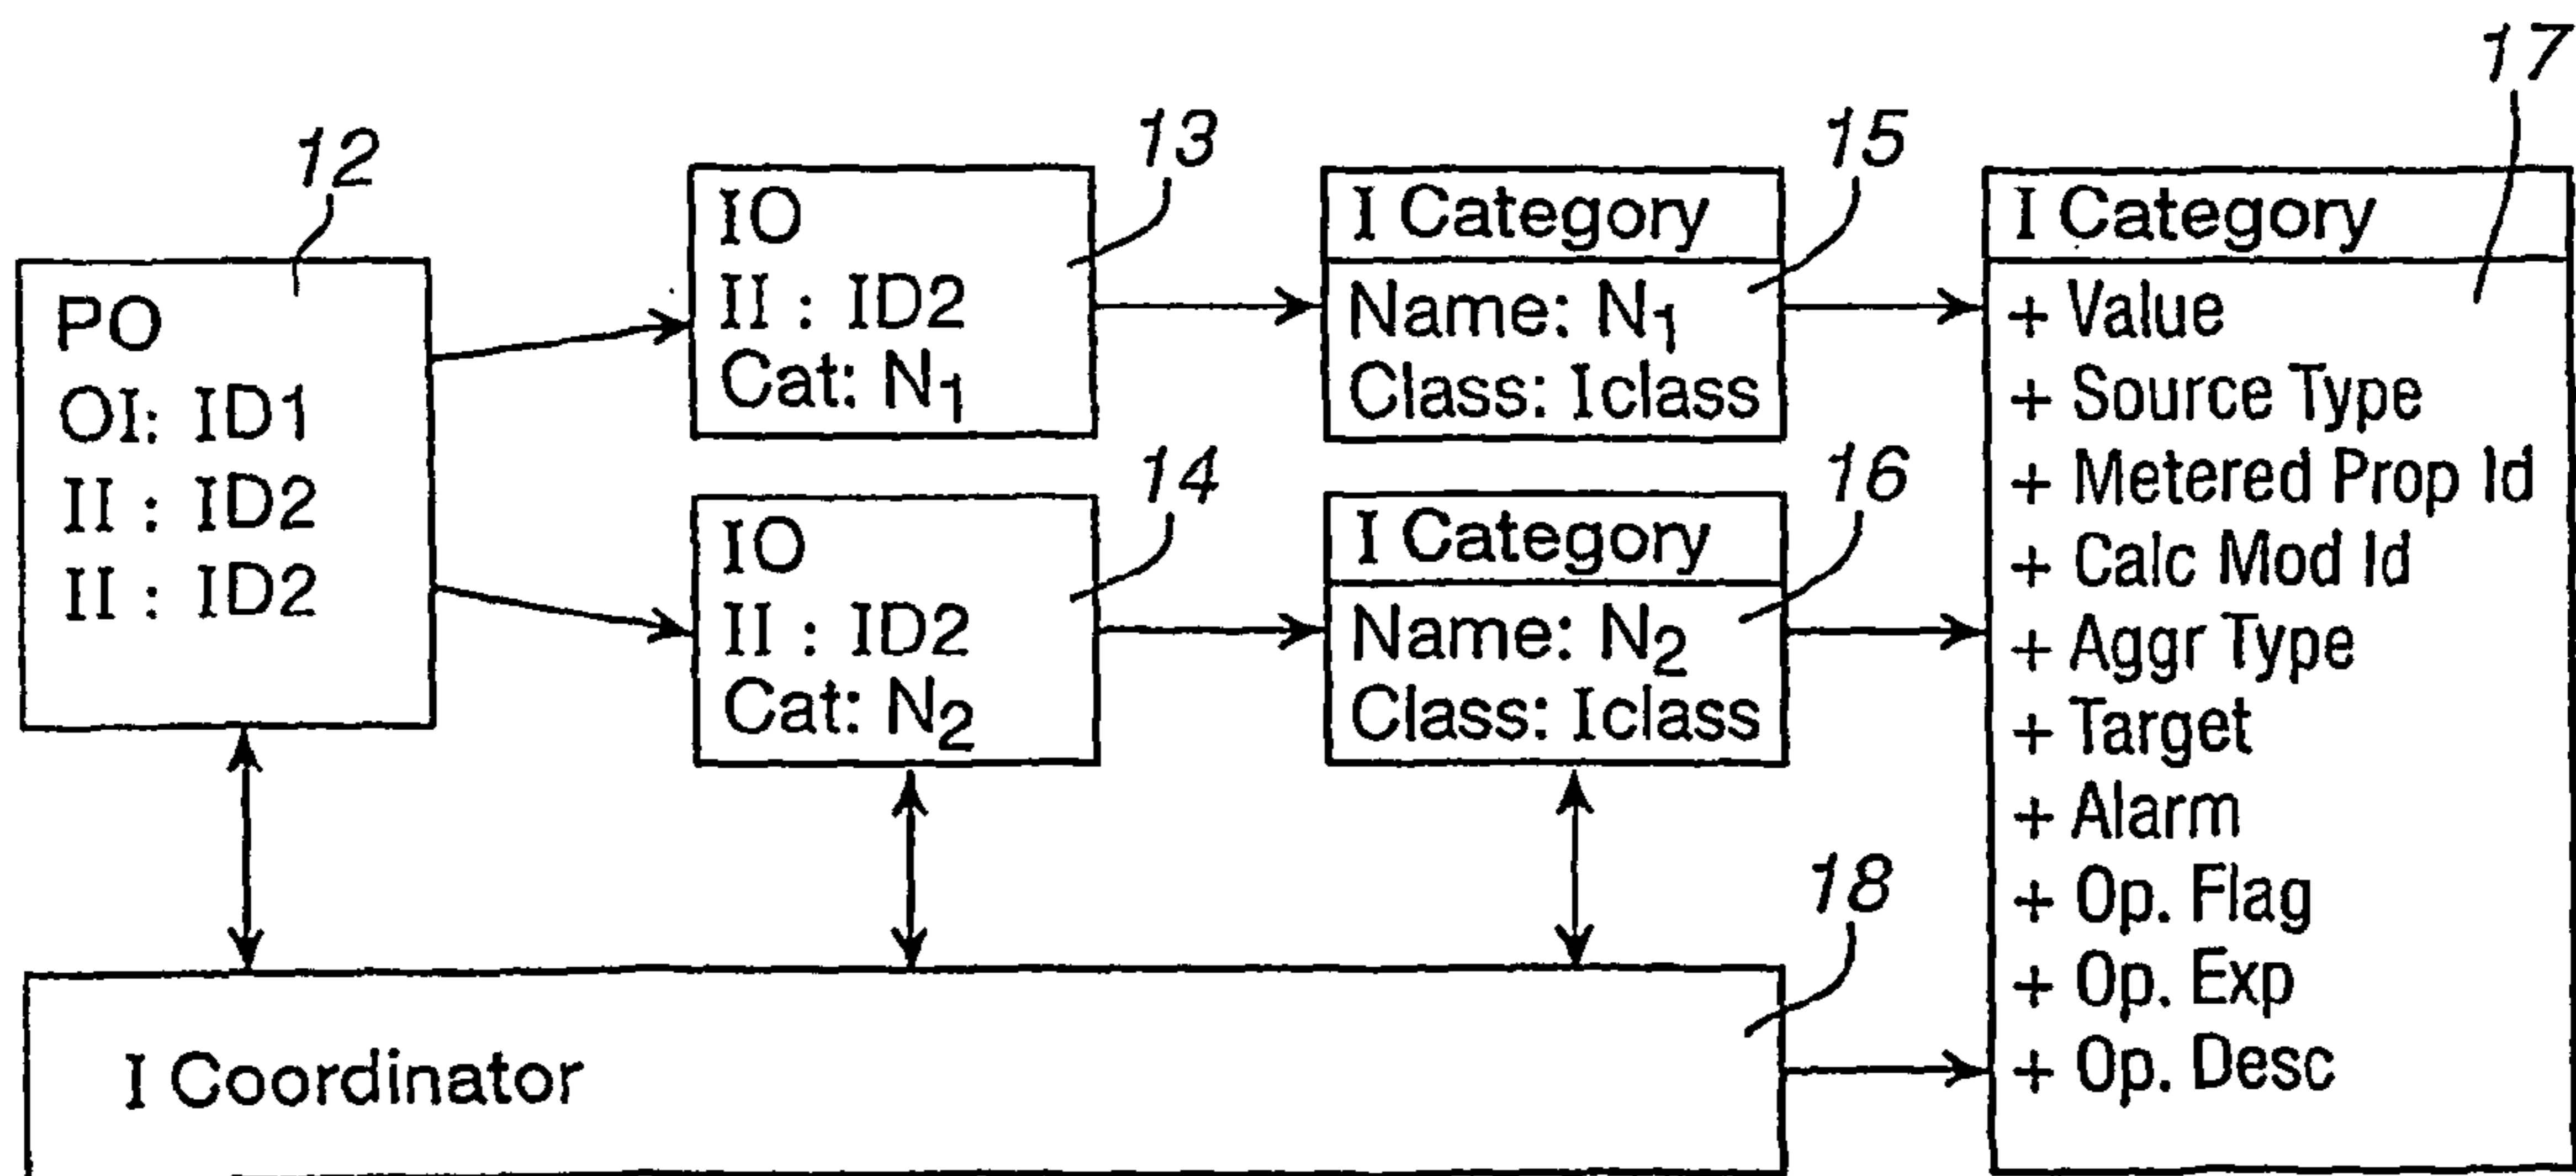 12
PO
OI: ID1
II : ID2
II : ID2
13
IO
II : ID2
Cat: N1
14
IO
II : ID2
Cat: N2
15
I Category
Name: N1
Class: Iclass
16
I Category
Name: N2
Class: Iclass
17
I Category
+ Value
+ Source Type
+ Metered Prop Id
+ Calc Mod Id
+ Aggr Type
+ Target
+ Alarm
+ Op. Flag
+ Op. Exp
+ Op. Desc
18
I Coordinator